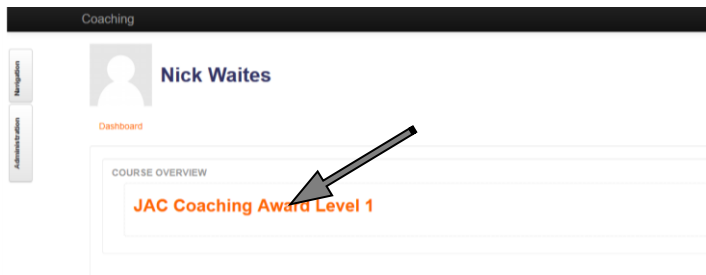 Coaching
Navigation
Administration
Nick Waites
Dashboard
COURSE OVERVIEW
JAC Coaching Award Level 1